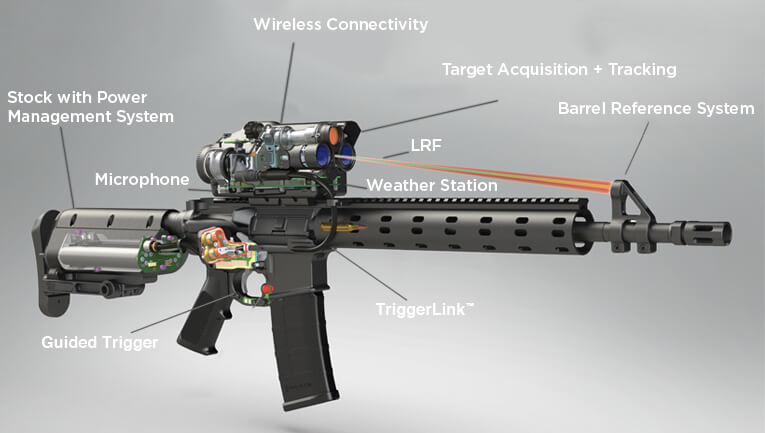 Wireless Connectivity
Target Acquisition + Tracking
Stock with Power
Management System
Barrel Reference System
LRF
Microphone
Weather Station
TriggerLink™
Guided Trigger